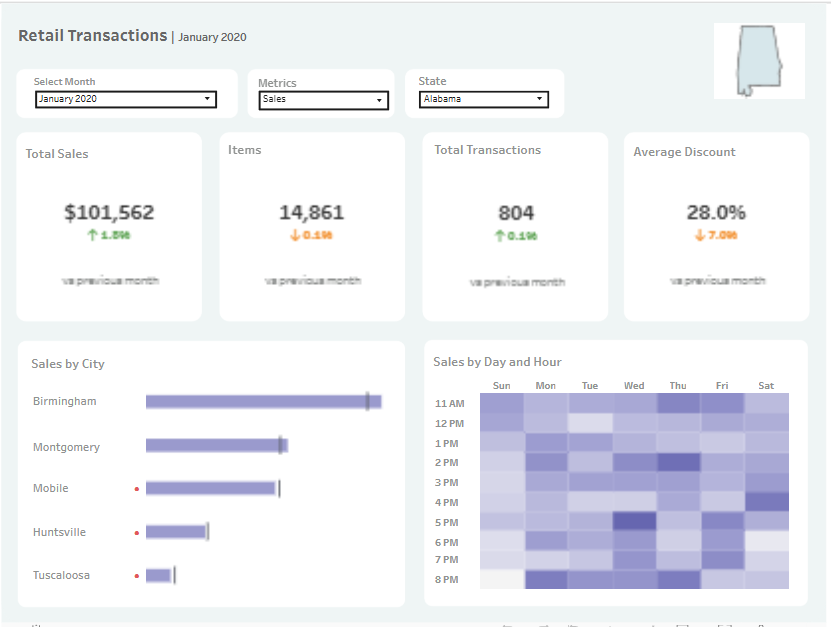 Retail Transactions | January 2020
Select Month
January 2020
Metrics
Sales
State
Alabama
Total Sales
$101,562
↑ 1.8%
vs previous month
Items
14,861
↓ 0.1%
vs previous month
Total Transactions
804
↑ 0.1%
vs previous month
Average Discount
28.0%
↓ 7.0%
vs previous month
Sales by City
Birmingham
Montgomery
Mobile
Huntsville
Tuscaloosa
Sales by Day and Hour
Sun Mon Tue Wed Thu Fri Sat
11 AM
12 PM
1 PM
2 PM
3 PM
4 PM
5 PM
6 PM
7 PM
8 PM